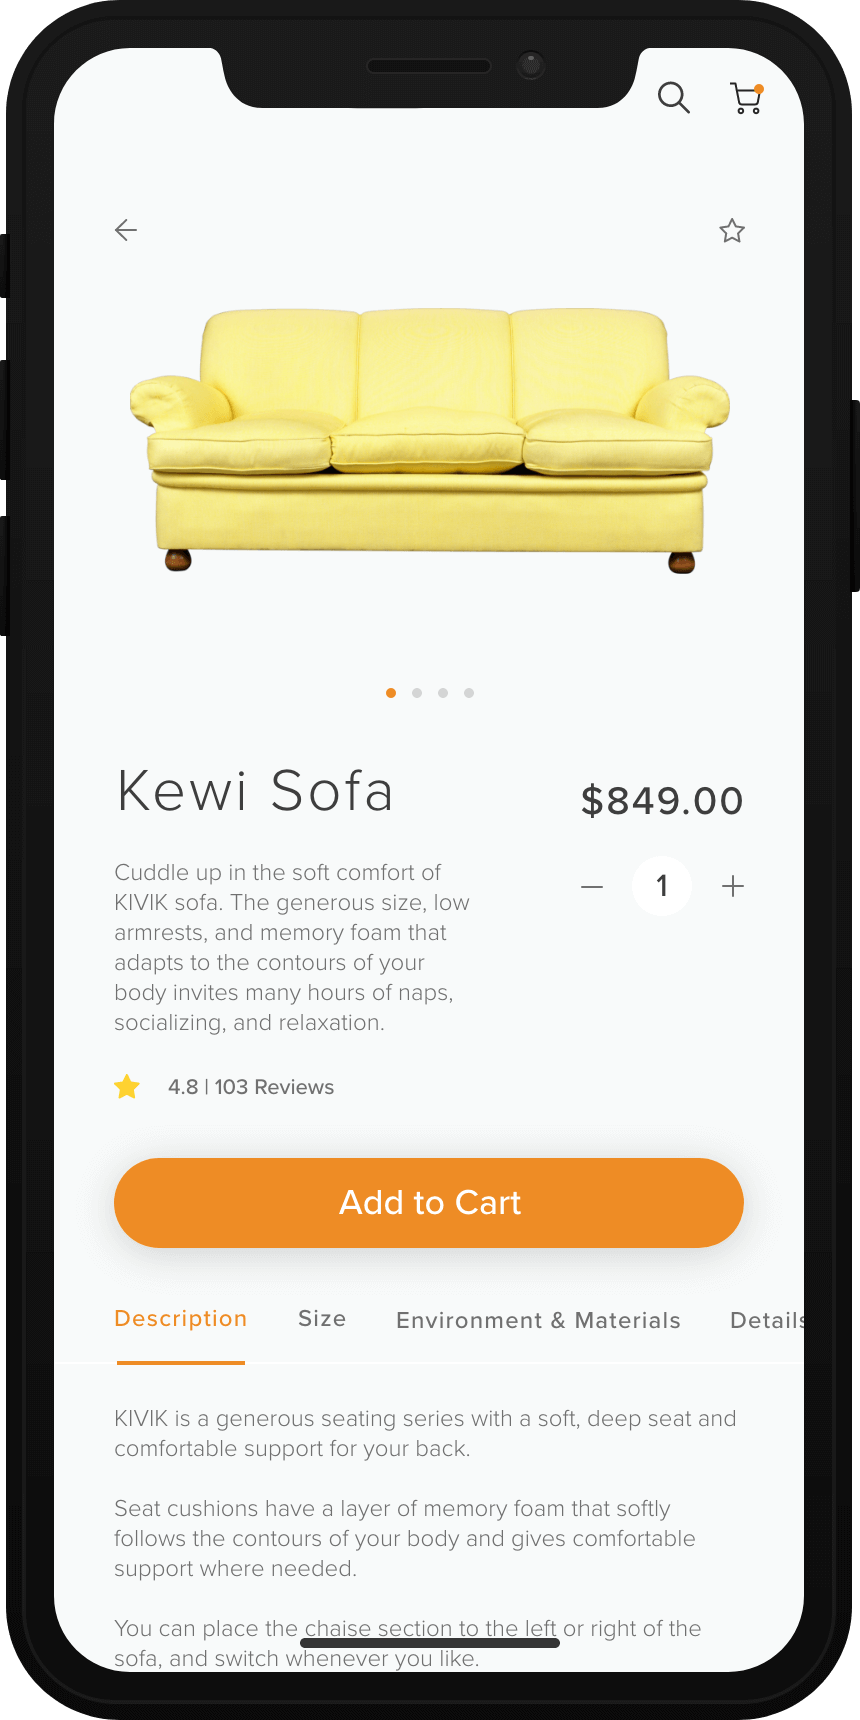 Kewi Sofa
$849.00
Cuddle up in the soft comfort of
KIVIK sofa. The generous size, low
armrests, and memory foam that
adapts to the contours of your
body invites many hours of naps,
socializing, and relaxation.
1
4.8 | 103 Reviews
Add to Cart
Description Size Environment & Materials Details
KIVIK is a generous seating series with a soft, deep seat and
comfortable support for your back.
Seat cushions have a layer of memory foam that softly
follows the contours of your body and gives comfortable
support where needed.
You can place the chaise section to the left or right of the
sofa, and switch whenever you like.